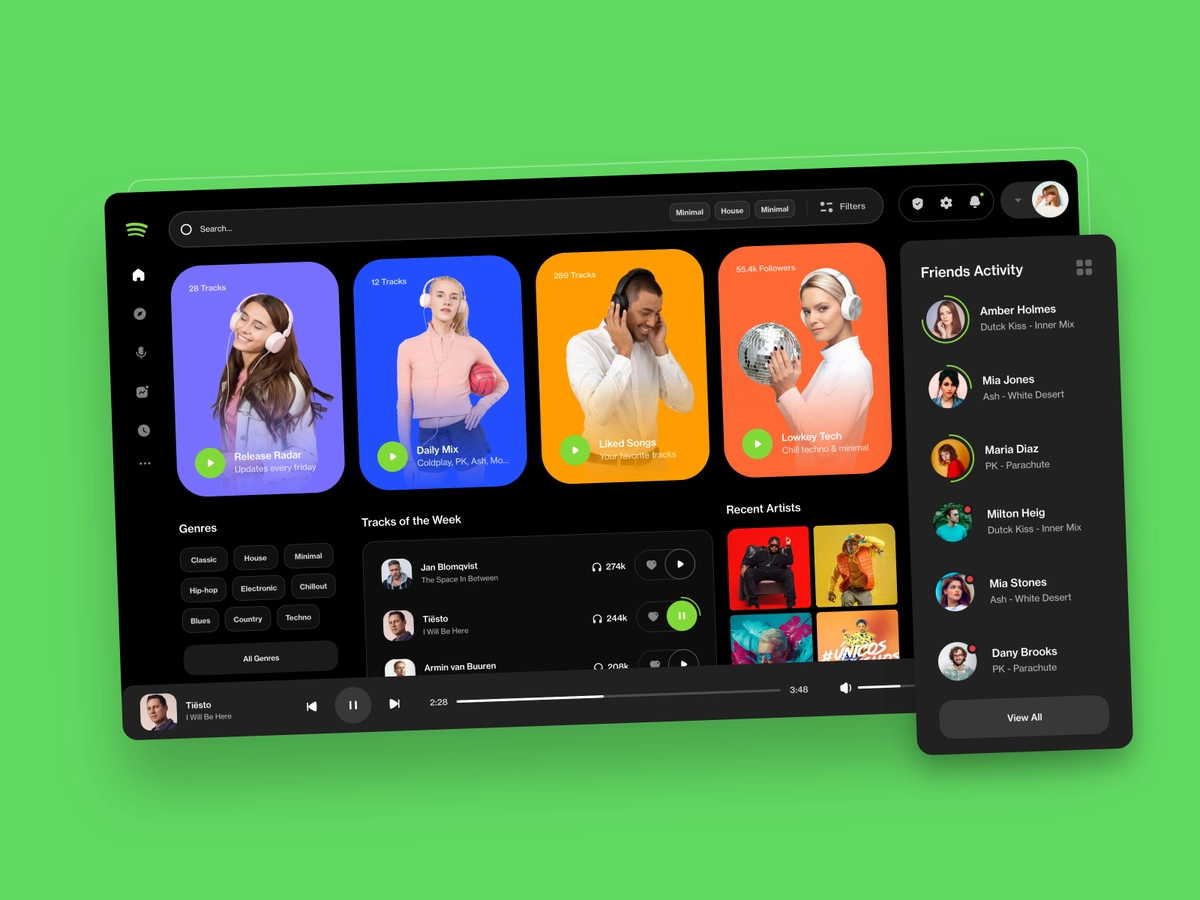 Search...
Minimal
House
Minimal
Filters
28 Tracks
Release Radar
Updates every friday
12 Tracks
Daily Mix
Coldplay, PK, Ash, Mo...
289 Tracks
Liked Songs
Your favorite tracks
55.4k Followers
Lowkey Tech
Chill techno & minimal
Genres
Classic
House
Minimal
Hip-hop
Electronic
Chillout
Blues
Country
Techno
All Genres
Tracks of the Week
Jan Blomqvist
The Space In Between
274k
Tiësto
I Will Be Here
244k
Armin van Buuren
208k
Recent Artists
#UNICOS
Tiësto
I Will Be Here
2:28
3:48
Friends Activity
Amber Holmes
Dutck Kiss - Inner Mix
Mia Jones
Ash - White Desert
Maria Diaz
PK - Parachute
Milton Heig
Dutck Kiss - Inner Mix
Mia Stones
Ash - White Desert
Dany Brooks
PK - Parachute
View All